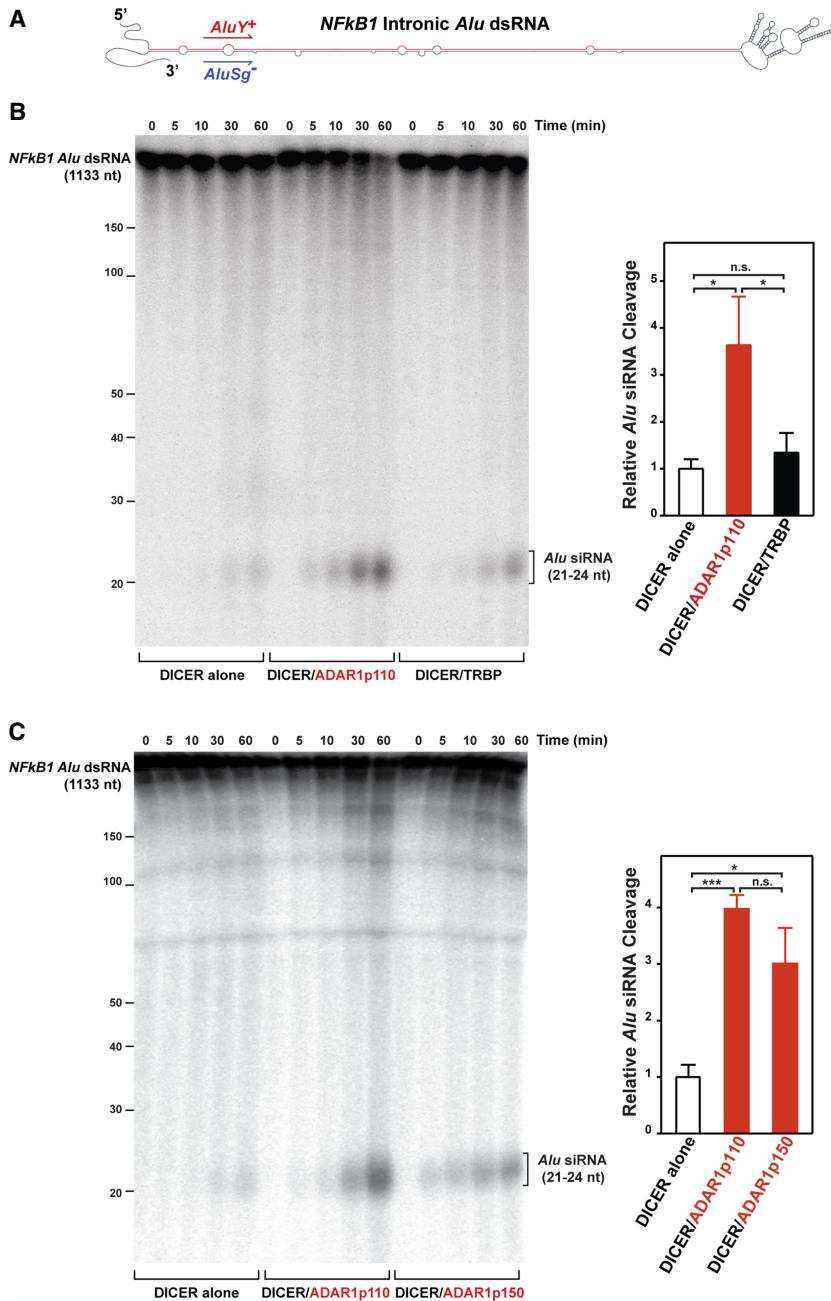 A
5'
AluY+
NFkB1 Intronic Alu dsRNA
3'
AluSg-
B
0 5 10 30 60 0 5 10 30 60 0 5 10 30 60 Time (min)
NFkB1 Alu dsRNA
(1133 nt)
150
100
50
40
30
20
Alu siRNA
(21-24 nt)
DICER alone DICER/ADAR1p110 DICER/TRBP
Relative Alu siRNA Cleavage
5
4
3
2
1
0
n.s.
* *
DICER alone
DICER/ADAR1p110
DICER/TRBP
C
0 5 10 30 60 0 5 10 30 60 0 5 10 30 60 Time (min)
NFkB1 Alu dsRNA
(1133 nt)
150
100
50
40
30
20
Alu siRNA
(21-24 nt)
DICER alone DICER/ADAR1p110 DICER/ADAR1p150
Relative Alu siRNA Cleavage
4
3
2
1
0
*
*** n.s.
DICER alone
DICER/ADAR1p110
DICER/ADAR1p150